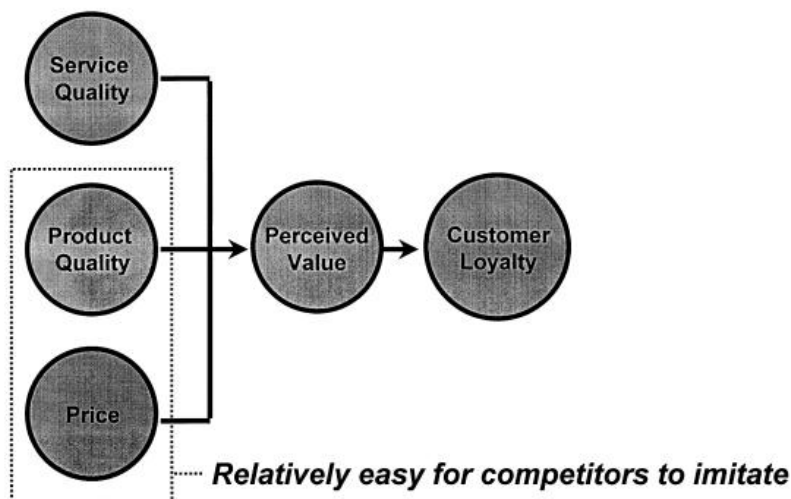 Service
Quality
Product
Quality
Perceived
Value
Customer
Loyalty
Price
Relatively easy for competitors to imitate